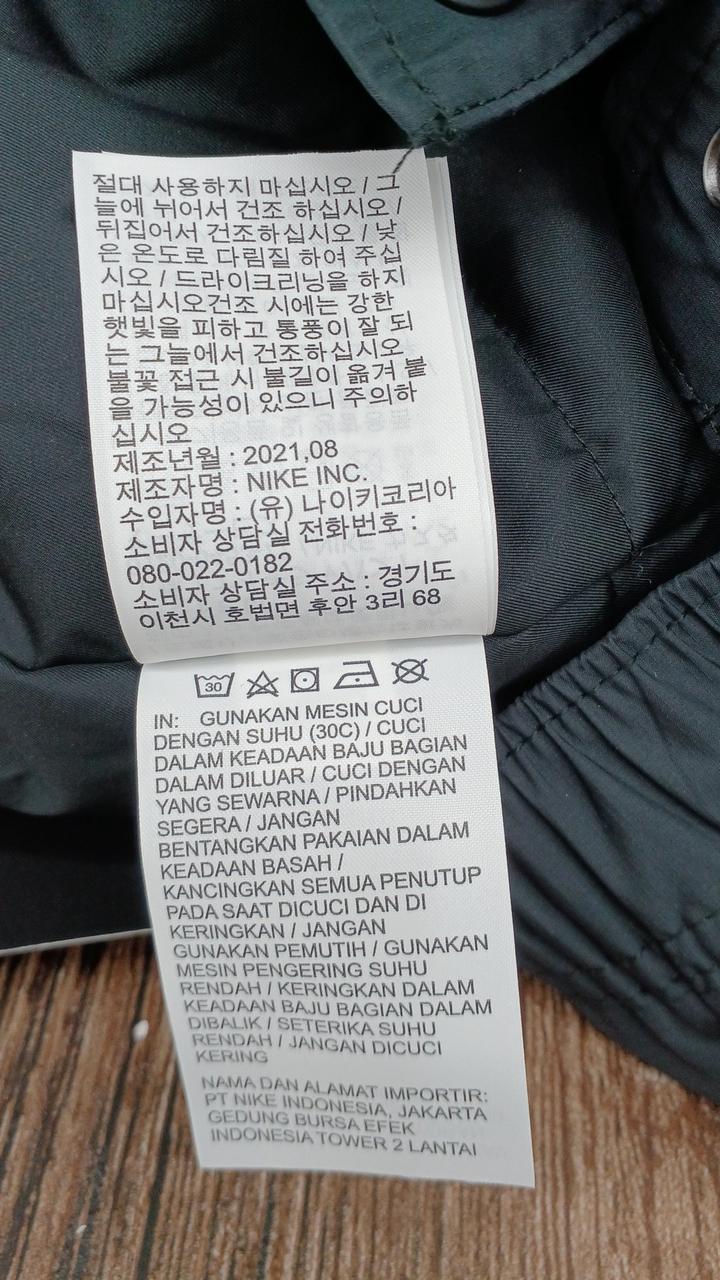 절대 사용하지 마십시오 / 그
늘에 뉘어서 건조 하십시오 /
뒤집어서 건조하십시오 / 낮
은 온도로 다림질 하여 주십
시오 / 드라이크리닝을 하지
마십시오건조 시에는 강한
햇빛을 피하고 통풍이 잘 되
는 그늘에서 건조하십시오
불꽃 접근 시 불길이 옮겨 붙
을 가능성이 있으니 주의하
십시오
제조년월 : 2021,08
제조자명 : NIKE INC.
수입자명 : (유) 나이키코리아
소비자 상담실 전화번호 :
080-022-0182
소비자 상담실 주소 : 경기도
이천시 호법면 후안 3리 68
30
IN: GUNAKAN MESIN CUCI
DENGAN SUHU (30C) / CUCI
DALAM KEADAAN BAJU BAGIAN
DALAM DILUAR / CUCI DENGAN
YANG SEWARNA / PINDAHKAN
SEGERA / JANGAN
BENTANGKAN PAKAIAN DALAM
KEADAAN BASAH /
KANCINGKAN SEMUA PENUTUP
PADA SAAT DICUCI DAN DI
KERINGKAN / JANGAN
GUNAKAN PEMUTIH / GUNAKAN
MESIN PENGERING SUHU
RENDAH / KERINGKAN DALAM
KEADAAN BAJU BAGIAN DALAM
DIBALIK / SETERIKA SUHU
RENDAH / JANGAN DICUCI
KERING
NAMA DAN ALAMAT IMPORTIR:
PT NIKE INDONESIA, JAKARTA
GEDUNG BURSA EFEK
INDONESIA TOWER 2 LANTAI